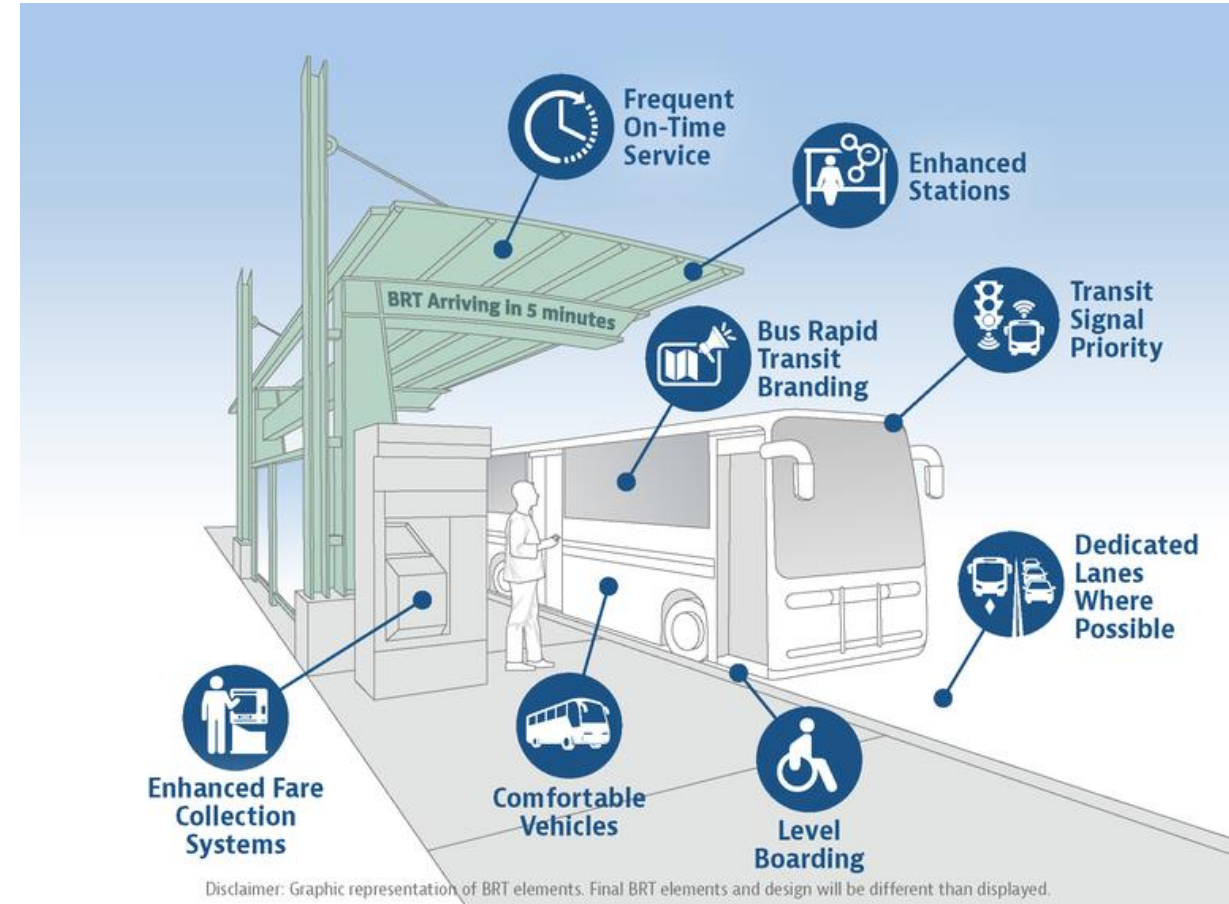 Frequent
On-Time
Service
Enhanced
Stations
Transit
Signal
Priority
BRT Arriving in 5 minutes
Bus Rapid
Transit
Branding
Dedicated
Lanes
Where
Possible
Enhanced Fare
Collection
Systems
Comfortable
Vehicles
Level
Boarding
Disclaimer: Graphic representation of BRT elements. Final BRT elements and design will be different than displayed.